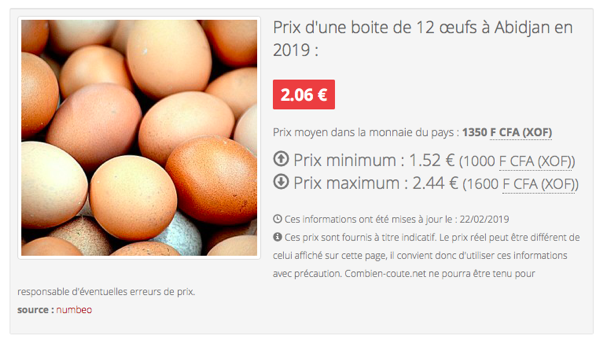 Prix d'une boite de 12 œufs à Abidjan en
2019 :
2.06 €
Prix moyen dans la monnaie du pays : 1350 F CFA (XOF)
Prix minimum : 1.52 € (1000 F CFA (XOF))
Prix maximum : 2.44 € (1600 F CFA (XOF))
Ces informations ont été mises à jour le : 22/02/2019
Ces prix sont fournis à titre indicatif. Le prix réel peut être différent de
celui affiché sur cette page, il convient donc d'utiliser ces informations
avec précaution. Combien-coute.net ne pourra être tenu pour
responsable d'éventuelles erreurs de prix.
source : numbeo